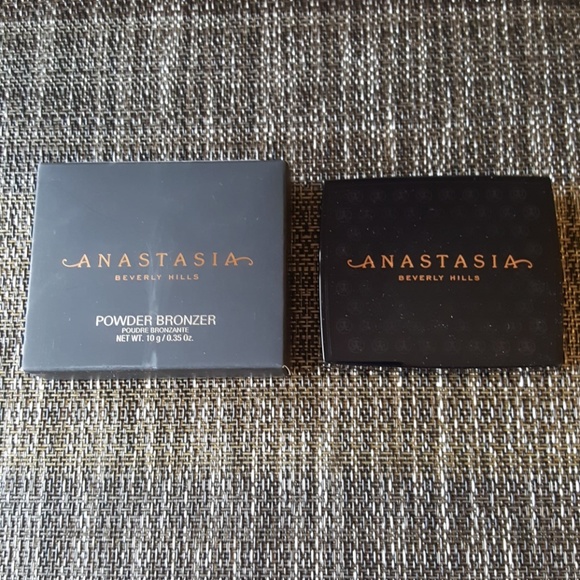 ANASTASIA
BEVERLY HILLS
POWDER BRONZER
POUDRE BRONZANTE
NET WT. 10 g / 0.35 Oz.
ANASTASIA
BEVERLY HILLS